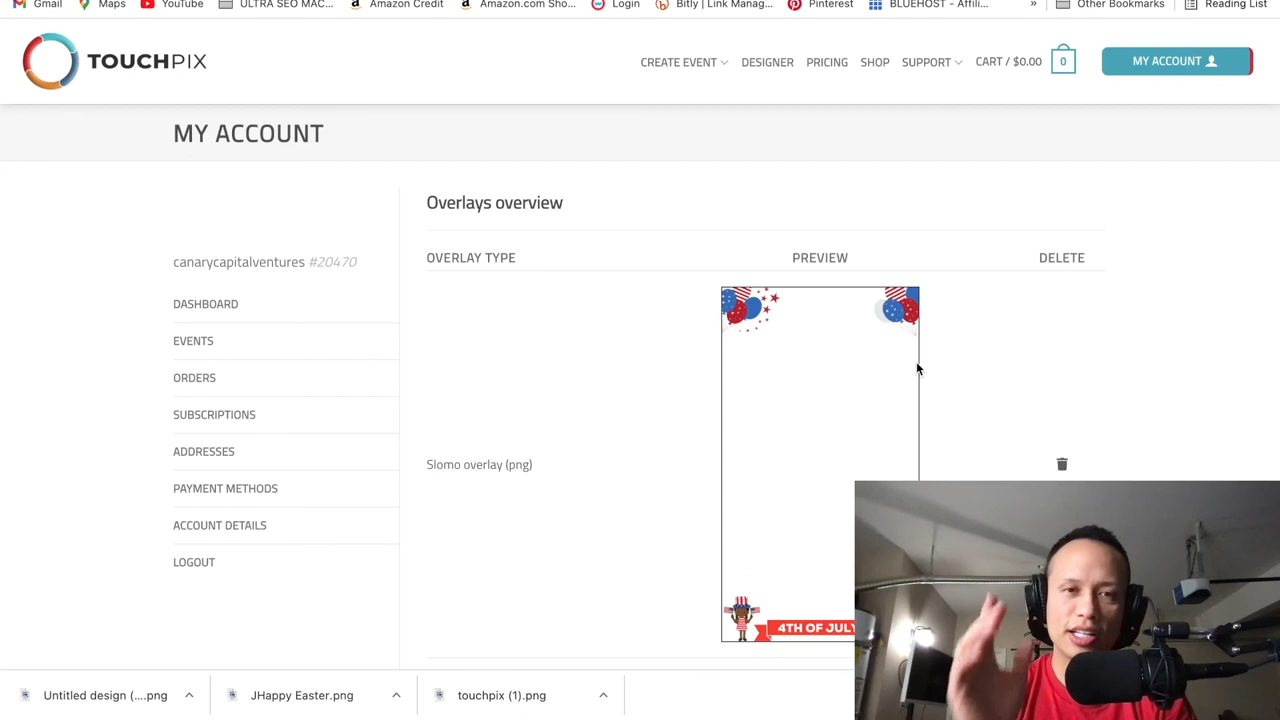 Gmail Maps YouTube ULTRA SEO MAC... Amazon Credit Amazon.com Sho... Login Bitly | Link Manag... Pinterest BLUEHOST - Affili... » Other Bookmarks Reading List
TOUCHPIX
CREATE EVENT DESIGNER PRICING SHOP SUPPORT CART / $0.00 0 MY ACCOUNT
MY ACCOUNT
Overlays overview
OVERLAY TYPE PREVIEW DELETE
canarycapitalventures #20470
DASHBOARD
EVENTS
ORDERS
SUBSCRIPTIONS
ADDRESSES
Slomo overlay (png)
PAYMENT METHODS
ACCOUNT DETAILS
LOGOUT
4TH OF JULY
Untitled design (....png JHappy Easter.png touchpix (1).png